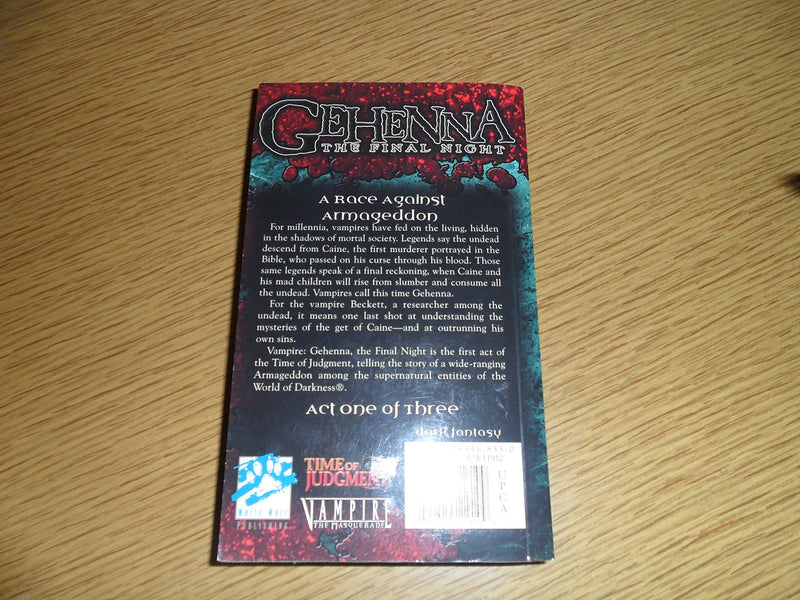 GEHENNA
THE FINAL NIGHT
A Race Against
Armageddon
For millennia, vampires have fed on the living, hidden
in the shadows of mortal society. Legends say the undead
descend from Caine, the first murderer portrayed in the
Bible, who passed on his curse through his blood. Those
same legends speak of a final reckoning, when Caine and
his mad children will rise from slumber and consume all
the undead. Vampires call this time Gehenna.
For the vampire Beckett, a researcher among the
undead, it means one last shot at understanding the
mysteries of the get of Caine—and at outrunning his
own sins.
Vampire: Gehenna, the Final Night is the first act of
the Time of Judgment, telling the story of a wide-ranging
Armageddon among the supernatural entities of the
World of Darkness®.
Act One of Three
dark fantasy
WW11910
UPCA
WHITE WOLF
PUBLISHING
TIME OF
JUDGMENT
VAMPIRE
THE MASQUERADE